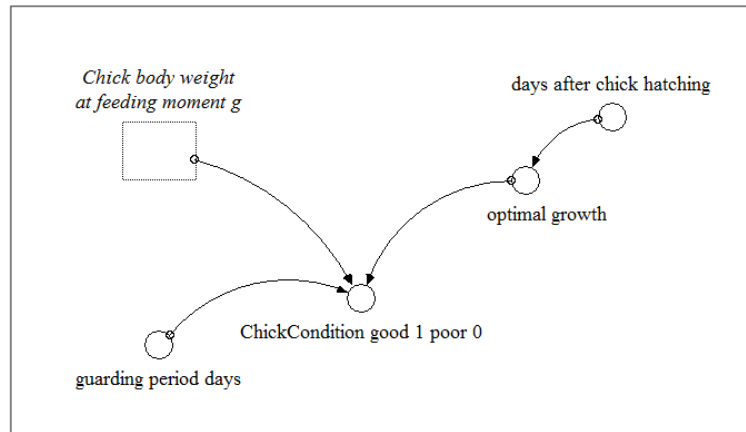 Chick body weight
at feeding moment g
days after chick hatching
optimal growth
ChickCondition good 1 poor 0
guarding period days